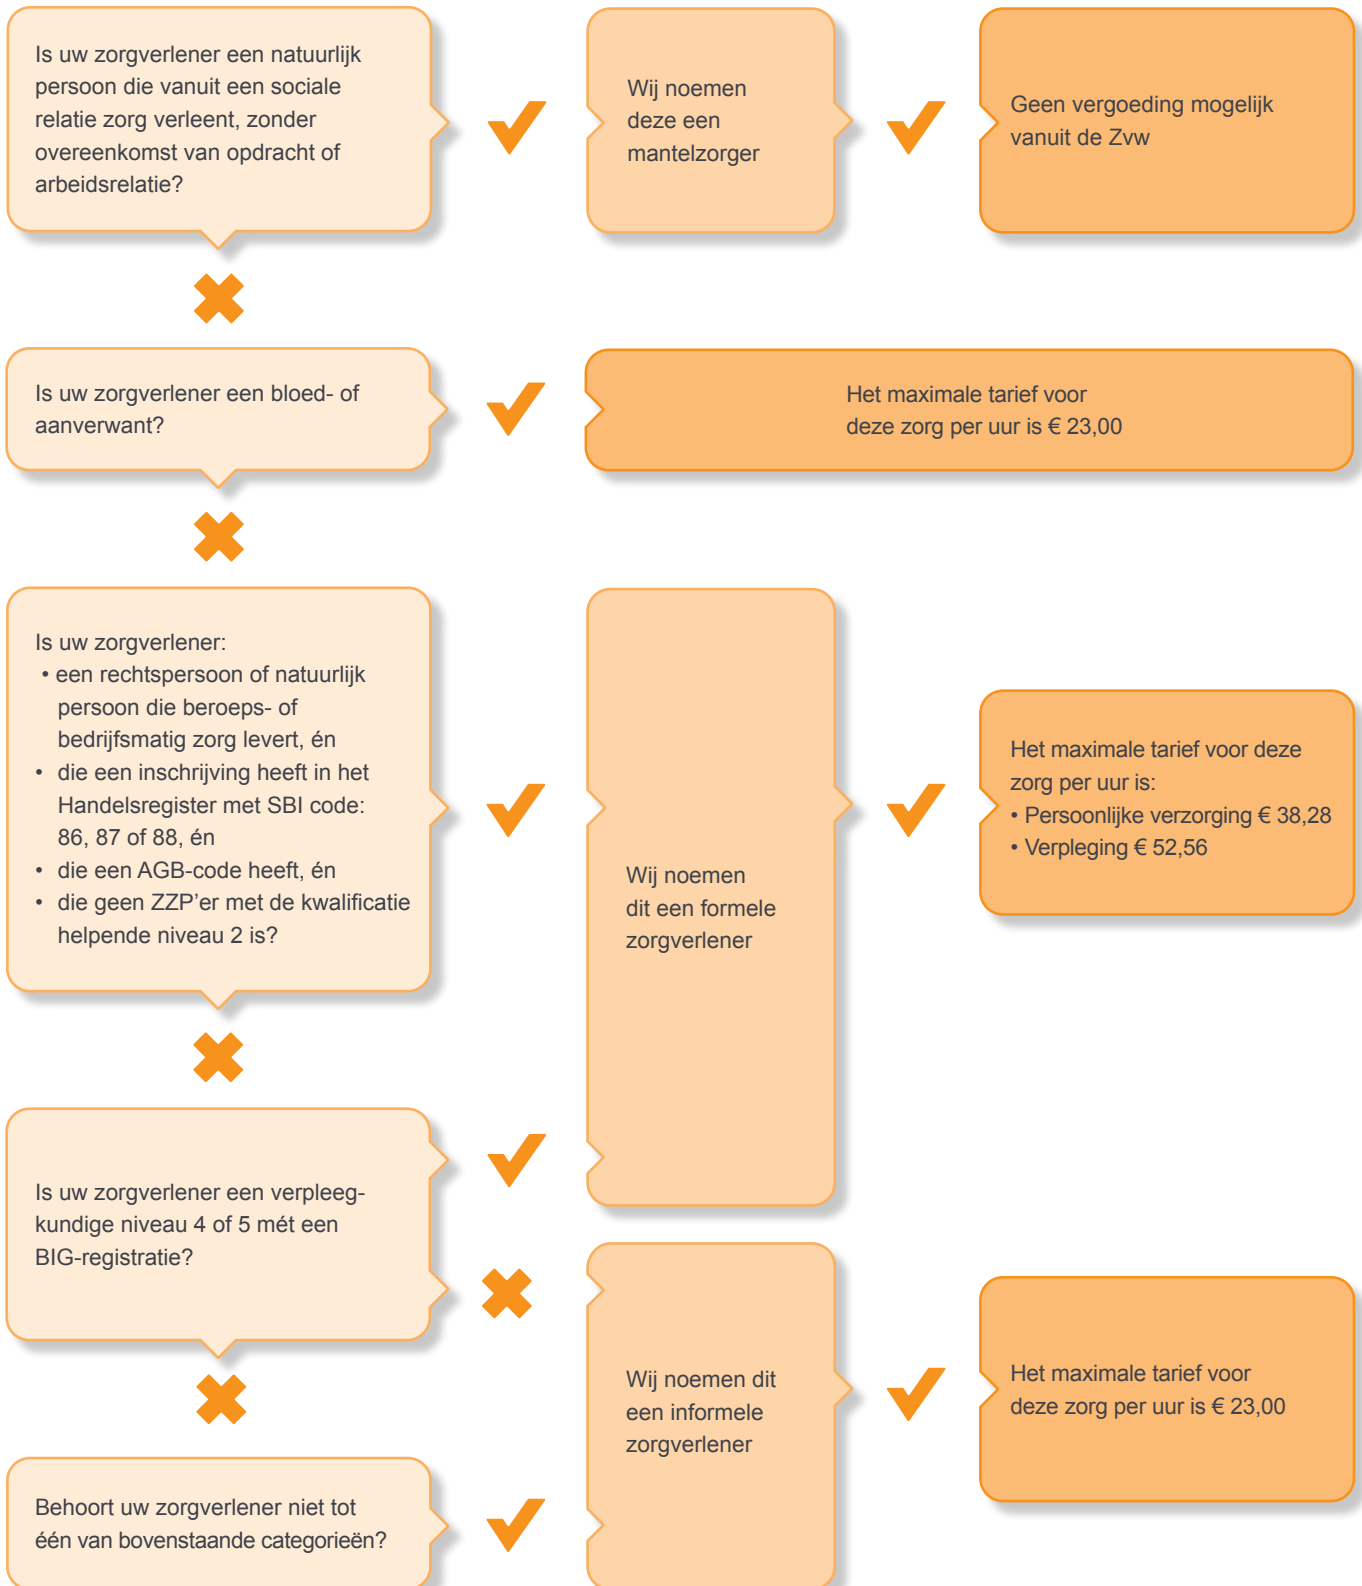 Is uw zorgverlener een natuurlijk
persoon die vanuit een sociale
relatie zorg verleent, zonder
overeenkomst van opdracht of
arbeidsrelatie?
Wij noemen
deze een
mantelzorger
Geen vergoeding mogelijk
vanuit de Zvw
Is uw zorgverlener een bloed- of
aanverwant?
Het maximale tarief voor
deze zorg per uur is € 23,00
Is uw zorgverlener:
• een rechtspersoon of natuurlijk
persoon die beroeps- of
bedrijfsmatig zorg levert, én
• die een inschrijving heeft in het
Handelsregister met SBI code:
86, 87 of 88, én
• die een AGB-code heeft, én
• die geen ZZP'er met de kwalificatie
helpende niveau 2 is?
Wij noemen
dit een formele
zorgverlener
Het maximale tarief voor deze
zorg per uur is:
• Persoonlijke verzorging € 38,28
• Verpleging € 52,56
Is uw zorgverlener een verpleeg-
kundige niveau 4 of 5 mét een
BIG-registratie?
Wij noemen dit
een informele
zorgverlener
Het maximale tarief voor
deze zorg per uur is € 23,00
Behoort uw zorgverlener niet tot
één van bovenstaande categorieën?